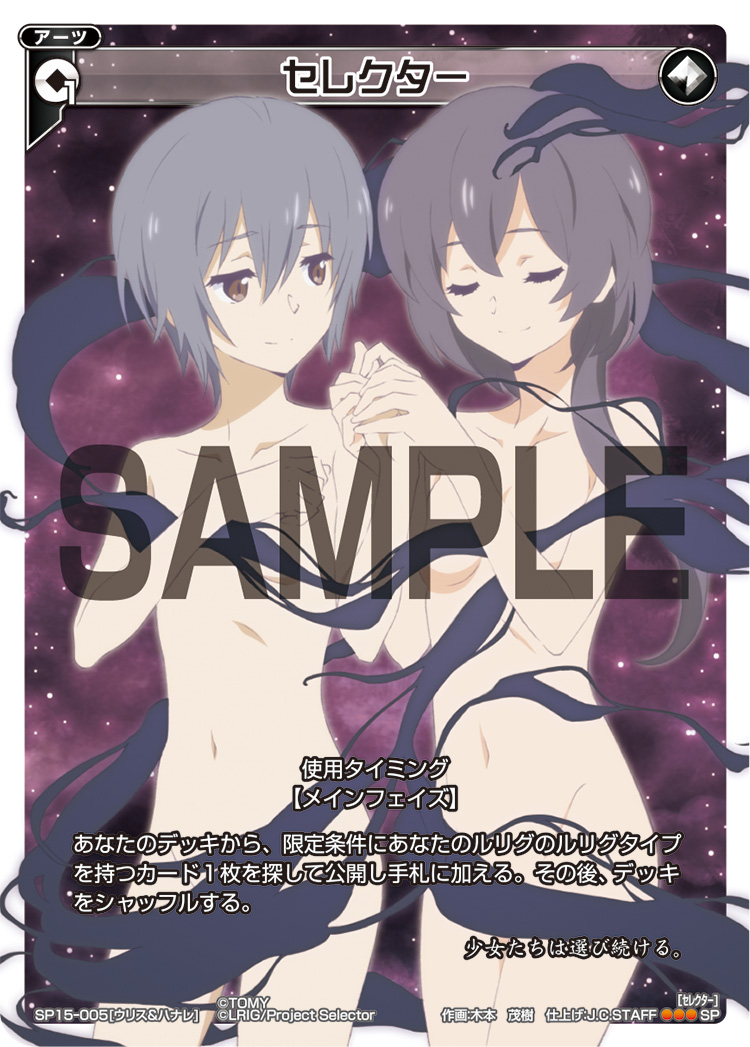 アーツ
セレクター
1
SAMPLE
使用タイミング
【メインフェイズ】
あなたのデッキから、限定条件にあなたのルリグのルリグタイプ
を持つカード1枚を探して公開し手札に加える。その後、デッキ
をシャッフルする。
少女たちは選び続ける。
[セレクター]
©TOMY
SP15-005[ウリス&ハナレ] ©LRIG/Project Selector 作画:木本 茂樹 仕上げ:J.C.STAFF SP